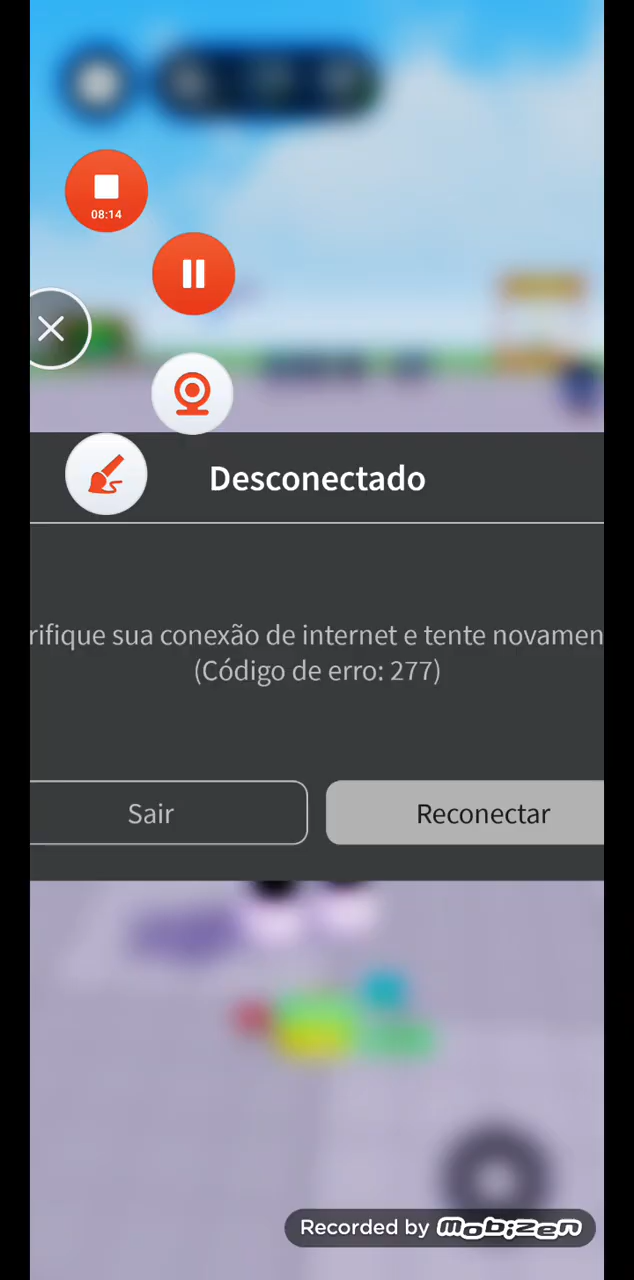 08:14
Desconectado
rifique sua conexão de internet e tente novamen
(Código de erro: 277)
Sair
Reconectar
Recorded by mobizen